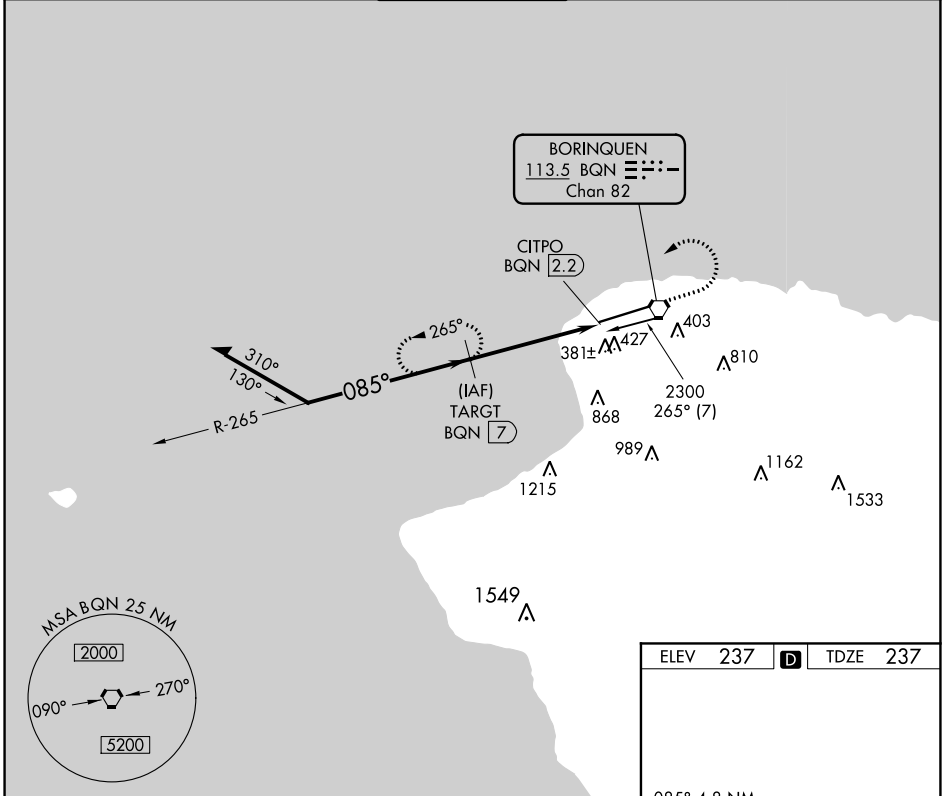 BORINQUEN
113.5 BQN
Chan 82
CITPO
BQN 2.2
265°
403
381± 427
810
310°
130°
085°
(IAF)
TARGT
BQN 7
2300
265° (7)
R-265
868
989
1215
1162
1533
1549
MSA BQN 25 NM
2000
090° 270°
5200
ELEV 237 D TDZE 237